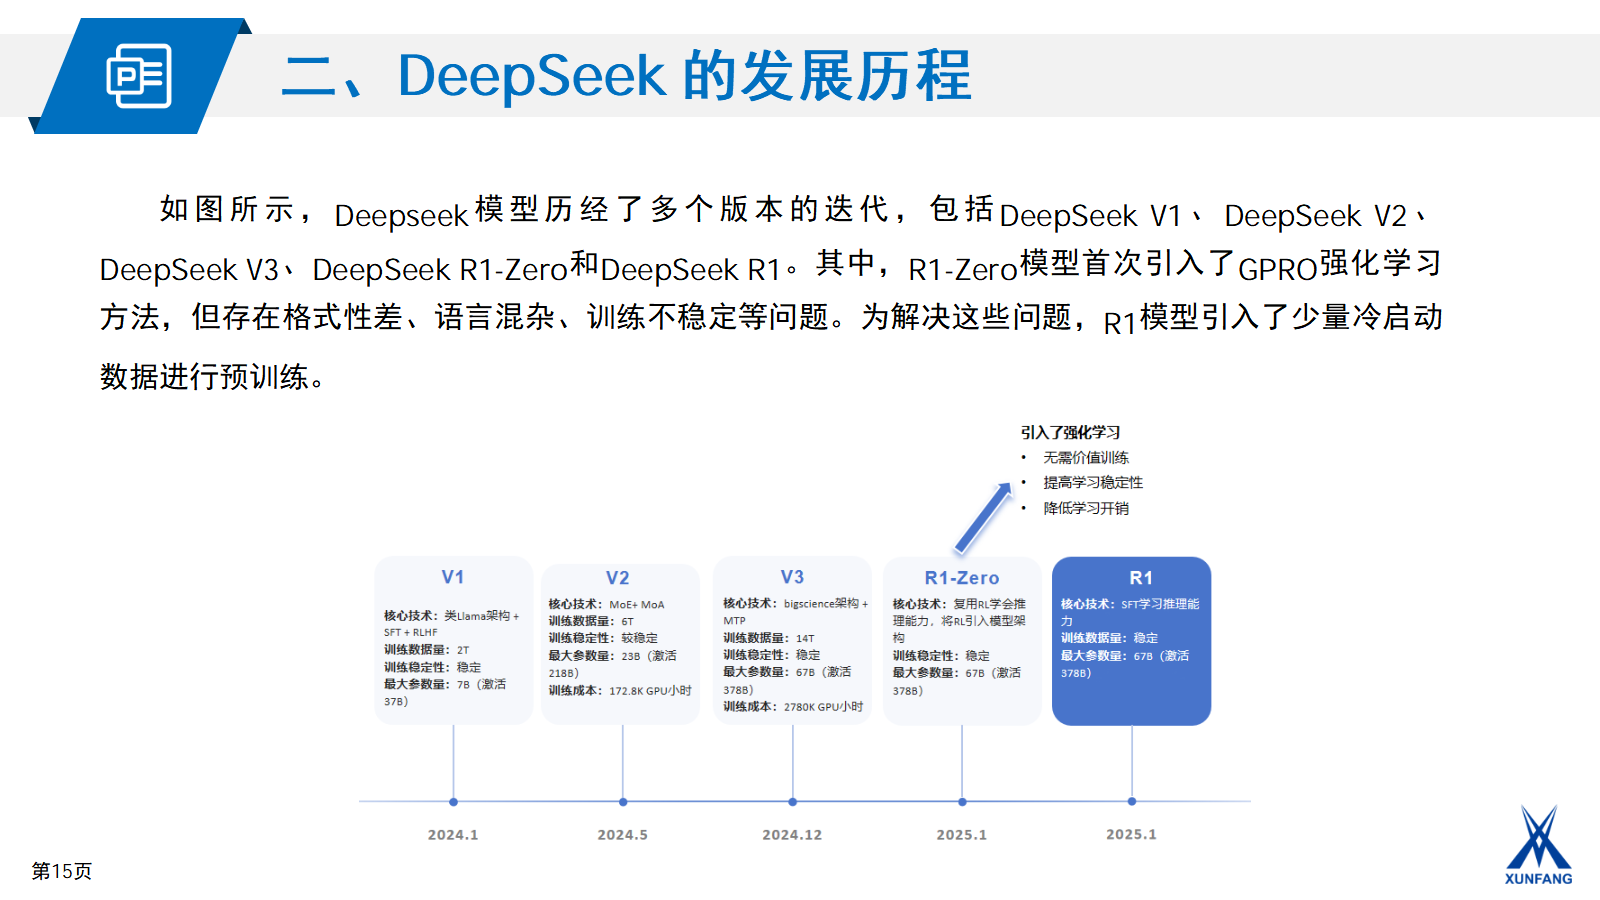 二、DeepSeek 的发展历程
如图所示，Deepseek模型历经了多个版本的迭代，包括DeepSeek V1、DeepSeek V2、
DeepSeek V3、DeepSeek R1-Zero和DeepSeek R1。其中，R1-Zero模型首次引入了GPRO强化学习
方法，但存在格式性差、语言混杂、训练不稳定等问题。为解决这些问题，R1模型引入了少量冷启动
数据进行预训练。
引入了强化学习
• 无需价值训练
• 提高学习稳定性
• 降低学习开销
V1
核心技术：类Llama架构 +
SFT + RLHF
训练数据量：2T
训练稳定性：稳定
最大参数量：7B（激活
37B）
V2
核心技术：MoE+ MoA
训练数据量：6T
训练稳定性：较稳定
最大参数量：23B（激活
218B）
训练成本：172.8K GPU小时
V3
核心技术：bigscience架构 +
MTP
训练数据量：14T
训练稳定性：稳定
最大参数量：67B（激活
378B）
训练成本：2780K GPU小时
R1-Zero
核心技术：复用RL学会推
理能力，将RL引入模型架
构
训练稳定性：稳定
最大参数量：67B（激活
378B）
R1
核心技术：SFT学习推理能
力
训练数据量：稳定
最大参数量：67B（激活
378B）
2024.1
2024.5
2024.12
2025.1
2025.1
第15页
XUNFANG